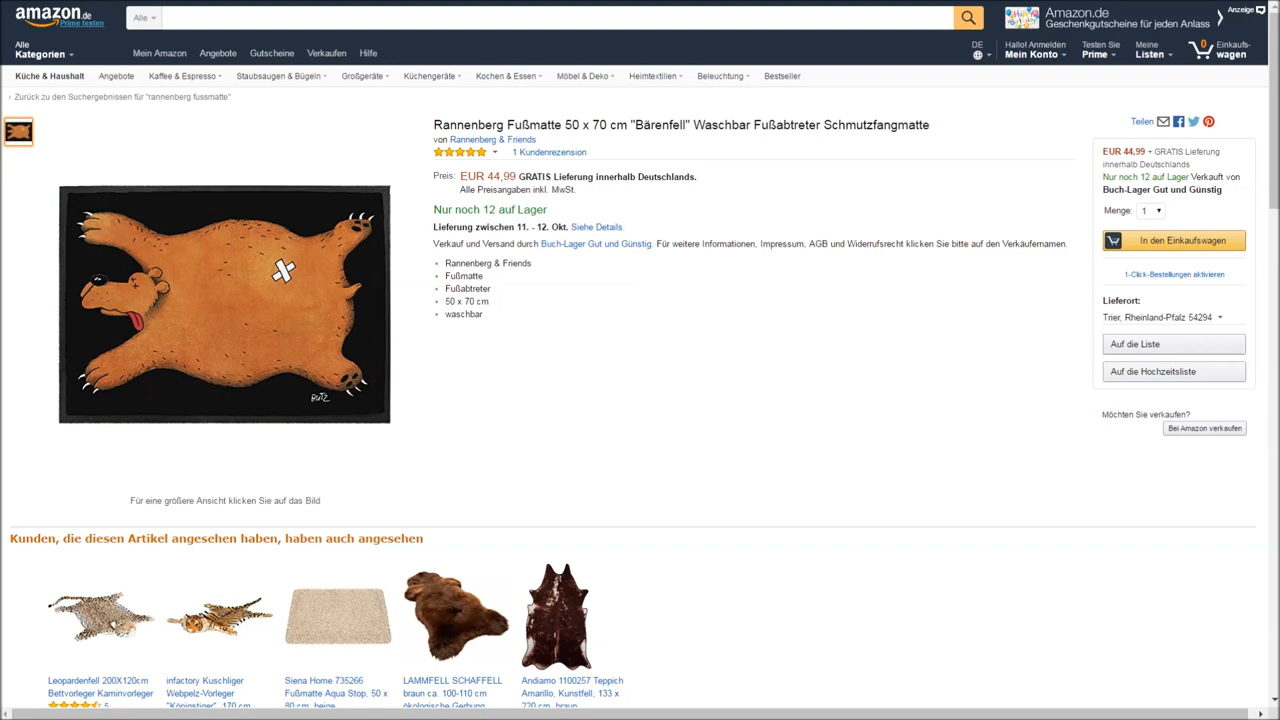 amazon.de
Prime testen
Alle
Amazon.de
Geschenkgutscheine für jeden Anlass
Anzeige
Alle
Kategorien
Mein Amazon
Angebote
Gutscheine
Verkaufen
Hilfe
DE
Hallo! Anmelden
Mein Konto
Testen Sie
Prime
Meine
Listen
0
Einkaufs-
wagen
Küche & Haushalt
Angebote
Kaffee & Espresso
Staubsaugen & Bügeln
Großgeräte
Küchengeräte
Kochen & Essen
Möbel & Deko
Heimtextilien
Beleuchtung
Bestseller
‹ Zurück zu den Suchergebnissen für "rannenberg fussmatte"
BUTZ
Für eine größere Ansicht klicken Sie auf das Bild
Rannenberg Fußmatte 50 x 70 cm "Bärenfell" Waschbar Fußabtreter Schmutzfangmatte
von Rannenberg & Friends
1 Kundenrezension
Preis: EUR 44,99 GRATIS Lieferung innerhalb Deutschlands.
Alle Preisangaben inkl. MwSt.
Nur noch 12 auf Lager
Lieferung zwischen 11. - 12. Okt. Siehe Details.
Verkauf und Versand durch Buch-Lager Gut und Günstig. Für weitere Informationen, Impressum, AGB und Widerrufsrecht klicken Sie bitte auf den Verkäufernamen.
• Rannenberg & Friends
• Fußmatte
• Fußabtreter
• 50 x 70 cm
• waschbar
Teilen
EUR 44,99 + GRATIS Lieferung
innerhalb Deutschlands
Nur noch 12 auf Lager Verkauft von
Buch-Lager Gut und Günstig
Menge: 1
In den Einkaufswagen
1-Click-Bestellungen aktivieren
Lieferort:
Trier, Rheinland-Pfalz 54294
Auf die Liste
Auf die Hochzeitsliste
Möchten Sie verkaufen?
Bei Amazon verkaufen
Kunden, die diesen Artikel angesehen haben, haben auch angesehen
Leopardenfell 200X120cm
Bettvorleger Kaminvorleger
5
infactory Kuschliger
Webpelz-Vorleger
"Königstiger", 170 cm
Siena Home 735266
Fußmatte Aqua Stop, 50 x
80 cm, beige
LAMMFELL SCHAFFELL
braun ca. 100-110 cm
ökologische Gerbung
Andiamo 1100257 Teppich
Amarillo, Kunstfell, 133 x
220 cm, braun